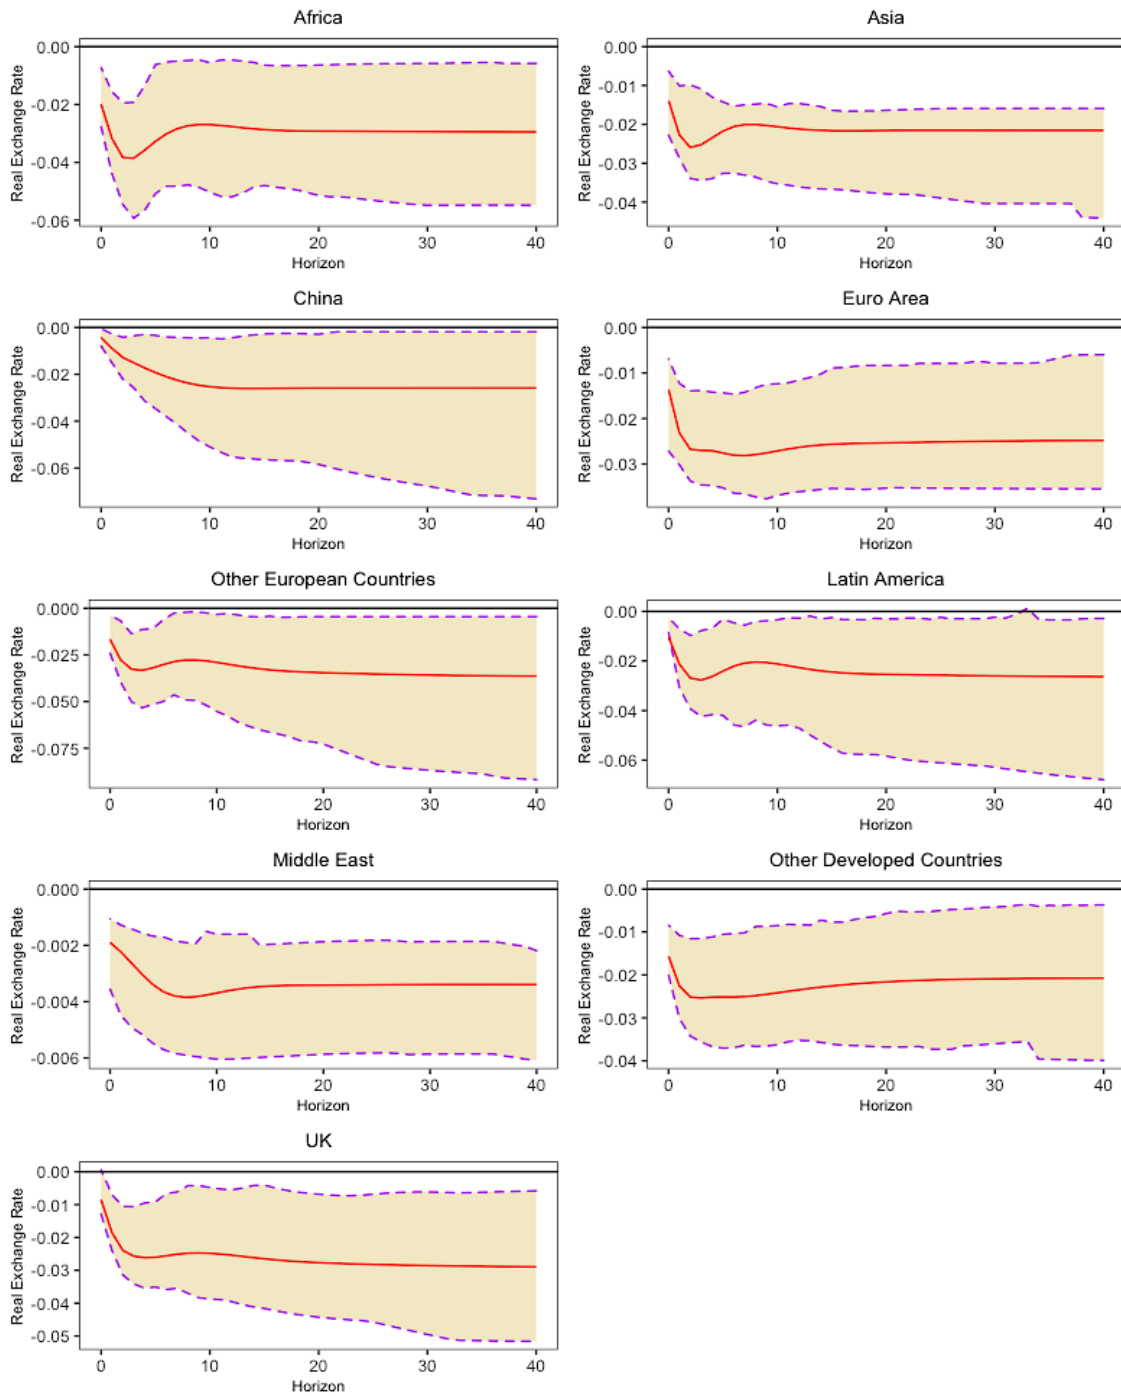 Africa
Real Exchange Rate
0.00
-0.02
-0.04
-0.06
0 10 20 30 40
Horizon
Asia
Real Exchange Rate
0.00
-0.01
-0.02
-0.03
-0.04
0 10 20 30 40
Horizon
China
Real Exchange Rate
0.00
-0.02
-0.04
-0.06
0 10 20 30 40
Horizon
Euro Area
Real Exchange Rate
0.00
-0.01
-0.02
-0.03
0 10 20 30 40
Horizon
Other European Countries
Real Exchange Rate
0.000
-0.025
-0.050
-0.075
0 10 20 30 40
Horizon
Latin America
Real Exchange Rate
0.00
-0.02
-0.04
-0.06
0 10 20 30 40
Horizon
Middle East
Real Exchange Rate
0.000
-0.002
-0.004
-0.006
0 10 20 30 40
Horizon
Other Developed Countries
Real Exchange Rate
0.00
-0.01
-0.02
-0.03
-0.04
0 10 20 30 40
Horizon
UK
Real Exchange Rate
0.00
-0.01
-0.02
-0.03
-0.04
-0.05
0 10 20 30 40
Horizon